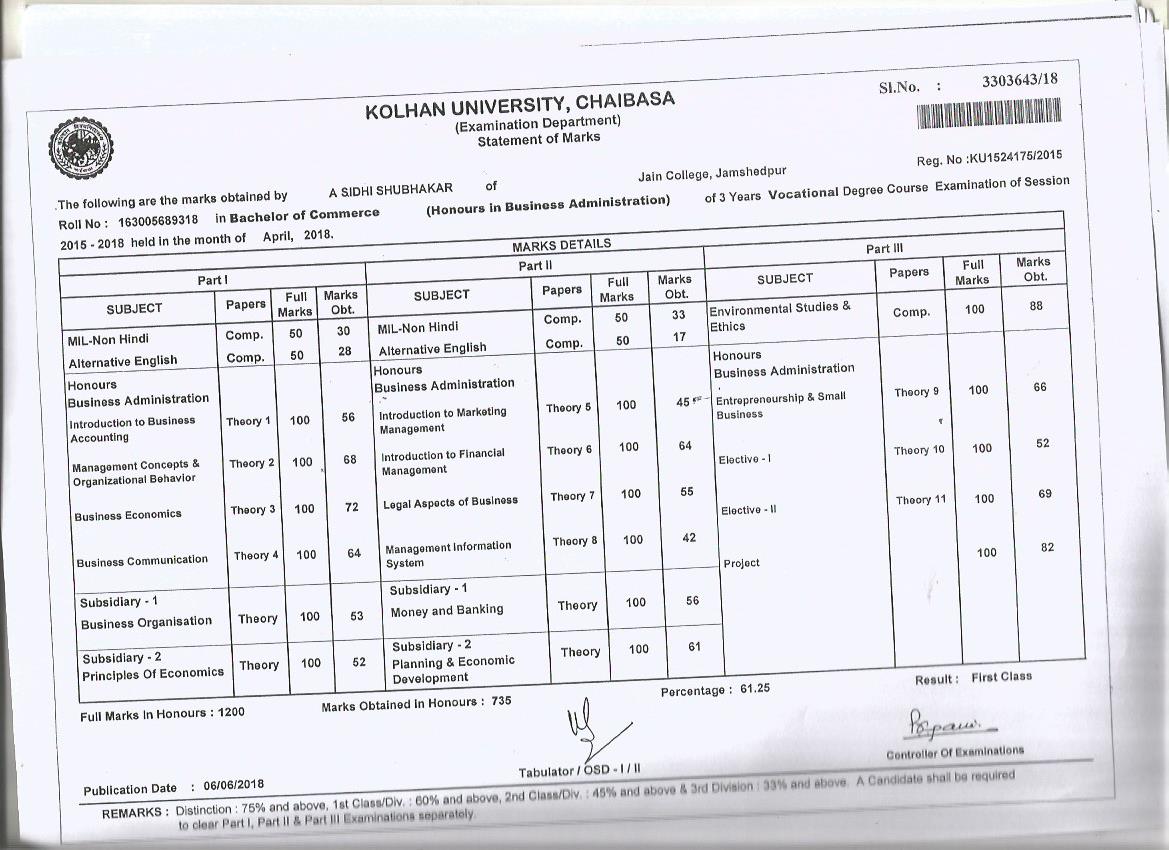 Sl.No. : 3303643/18
KOLHAN UNIVERSITY, CHAIBASA
(Examination Department)
Statement of Marks
Reg. No :KU1524175/2015
The following are the marks obtained by A SIDHI SHUBHAKAR of Jain College, Jamshedpur
Roll No : 163005689318 in Bachelor of Commerce (Honours in Business Administration) of 3 Years Vocational Degree Course Examination of Session
2015 - 2018 held in the month of April, 2018.
MARKS DETAILS
Part I
SUBJECT Papers Full Marks Marks Obt.
MIL-Non Hindi Comp. 50 30
Alternative English Comp. 50 28
Honours
Business Administration
Introduction to Business Theory 1 100 56
Accounting
Management Concepts & Theory 2 100 68
Organizational Behavior
Business Economics Theory 3 100 72
Business Communication Theory 4 100 64
Subsidiary - 1
Business Organisation Theory 100 53
Subsidiary - 2
Principles Of Economics Theory 100 52
Part II
SUBJECT Papers Full Marks Marks Obt.
MIL-Non Hindi Comp. 50 33
Alternative English Comp. 50 17
Honours
Business Administration
Introduction to Marketing Theory 5 100 45
Management
Introduction to Financial Theory 6 100 64
Management
Legal Aspects of Business Theory 7 100 55
Management Information Theory 8 100 42
System
Subsidiary - 1
Money and Banking Theory 100 56
Subsidiary - 2
Planning & Economic Theory 100 61
Development
Part III
SUBJECT Papers Full Marks Marks Obt.
Environmental Studies & Comp. 100 88
Ethics
Honours
Business Administration
Entrepreneurship & Small Theory 9 100 66
Business
Elective - I Theory 10 100 52
Elective - II Theory 11 100 69
Project 100 82
Full Marks In Honours : 1200 Marks Obtained In Honours : 735 Percentage : 61.25 Result : First Class
Tabulator / OSD - I / II
Controller Of Examinations
Publication Date : 06/06/2018
REMARKS : Distinction : 75% and above, 1st Class/Div. : 60% and above, 2nd Class/Div. : 45% and above & 3rd Division : 33% and above. A Candidate shall be required
to clear Part I, Part II & Part III Examinations separately.